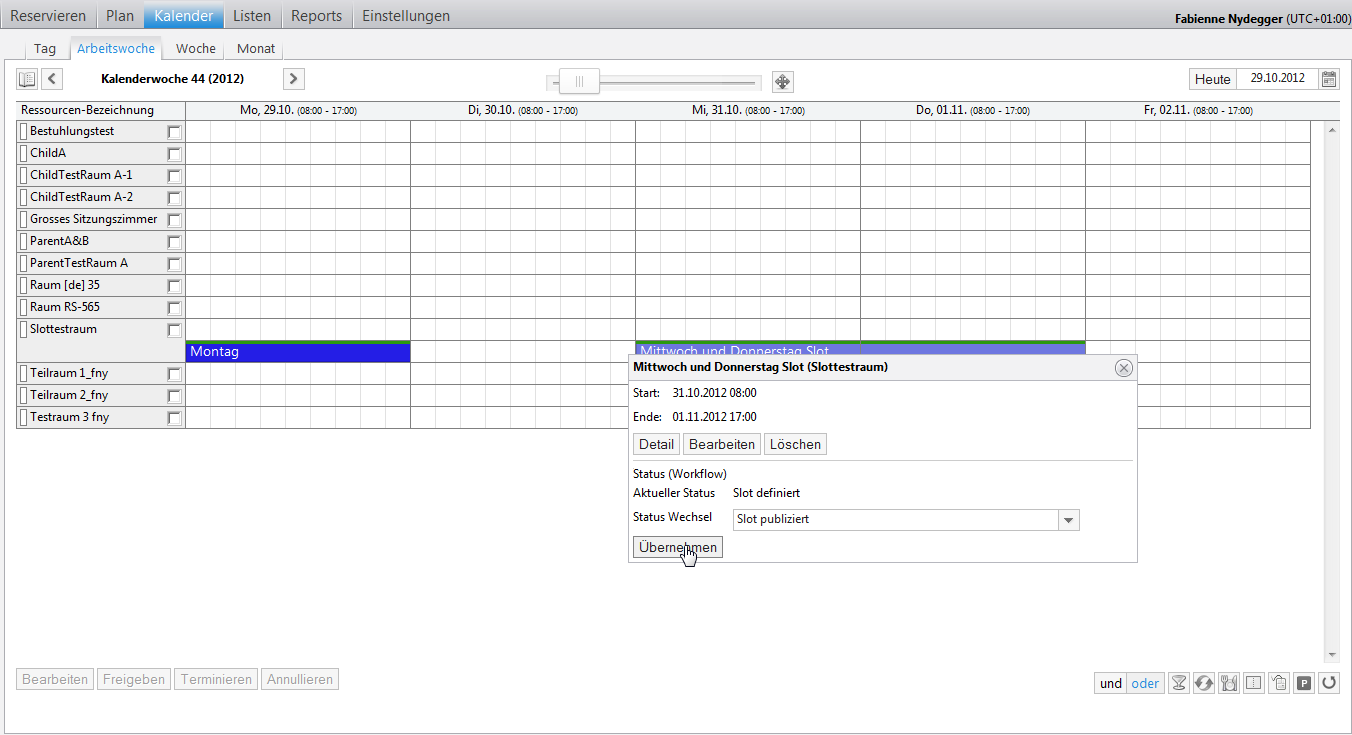 Reservieren Plan Kalender Listen Reports Einstellungen
Fabienne Nydegger (UTC+01:00)
Tag Arbeitswoche Woche Monat
Kalenderwoche 44 (2012)
Heute 29.10.2012
Ressourcen-Bezeichnung Mo, 29.10. (08:00 - 17:00) Di, 30.10. (08:00 - 17:00) Mi, 31.10. (08:00 - 17:00) Do, 01.11. (08:00 - 17:00) Fr, 02.11. (08:00 - 17:00)
Bestuhlungstest
ChildA
ChildTestRaum A-1
ChildTestRaum A-2
Grosses Sitzungszimmer
ParentA&B
ParentTestRaum A
Raum [de] 35
Raum RS-565
Slottestraum
Montag Mittwoch und Donnerstag Slot
Teilraum 1_fny
Teilraum 2_fny
Testraum 3 fny
Mittwoch und Donnerstag Slot (Slottestraum)
Start: 31.10.2012 08:00
Ende: 01.11.2012 17:00
Detail Bearbeiten Löschen
Status (Workflow)
Aktueller Status Slot definiert
Status Wechsel Slot publiziert
Übernehmen
Bearbeiten Freigeben Terminieren Annullieren
und oder P